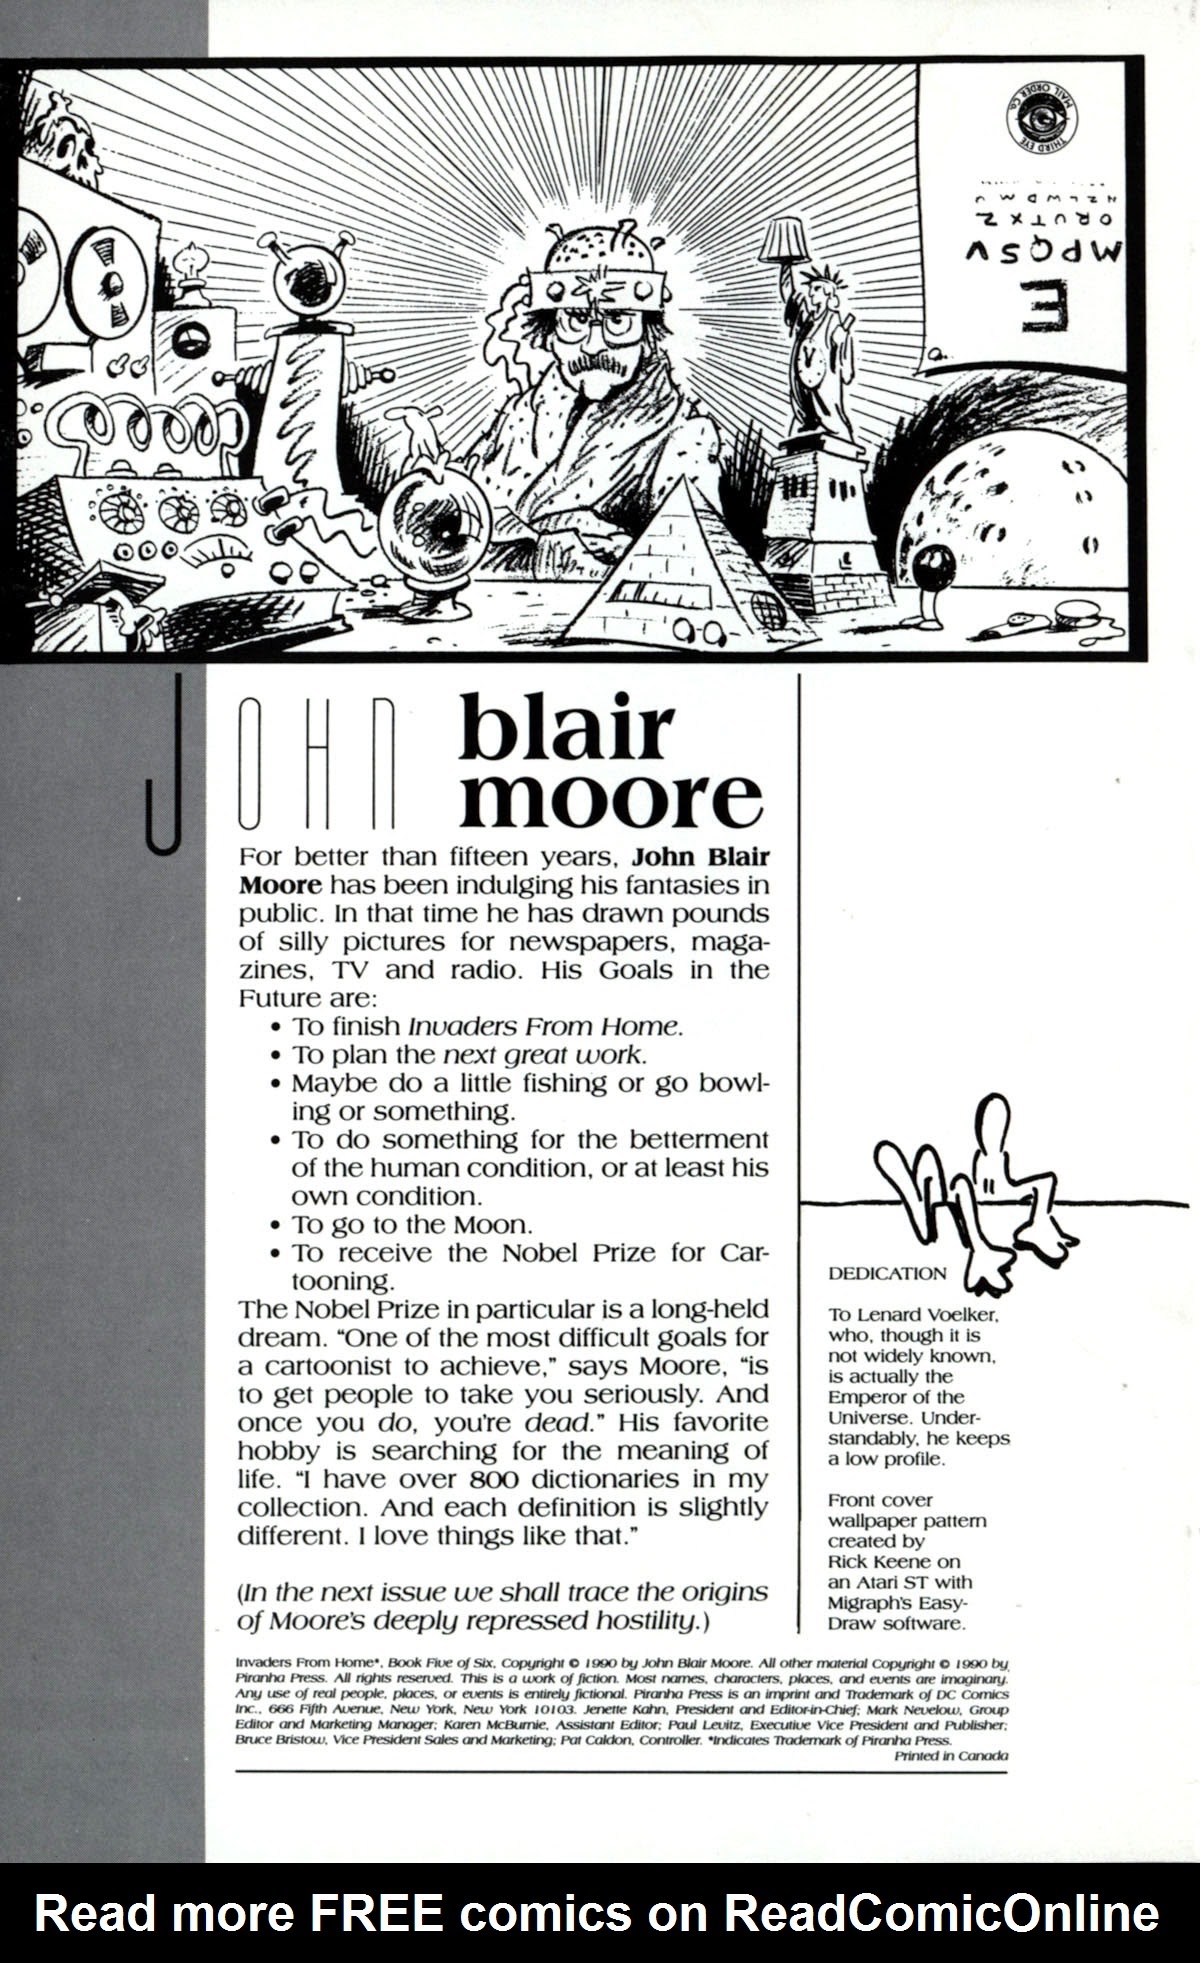 THIRD EYE
MAIL ORDER CO.
E
MPQSV
ORUTXZ
JOHN blair
moore
For better than fifteen years, John Blair
Moore has been indulging his fantasies in
public. In that time he has drawn pounds
of silly pictures for newspapers, maga-
zines, TV and radio. His Goals in the
Future are:
• To finish Invaders From Home.
• To plan the next great work.
• Maybe do a little fishing or go bowl-
ing or something.
• To do something for the betterment
of the human condition, or at least his
own condition.
• To go to the Moon.
• To receive the Nobel Prize for Car-
tooning.
The Nobel Prize in particular is a long-held
dream. “One of the most difficult goals for
a cartoonist to achieve,” says Moore, “is
to get people to take you seriously. And
once you do, you're dead.” His favorite
hobby is searching for the meaning of
life. “I have over 800 dictionaries in my
collection. And each definition is slightly
different. I love things like that.”
(In the next issue we shall trace the origins
of Moore's deeply repressed hostility.)
DEDICATION
To Lenard Voelker,
who, though it is
not widely known,
is actually the
Emperor of the
Universe. Under-
standably, he keeps
a low profile.
Front cover
wallpaper pattern
created by
Rick Keene on
an Atari ST with
Migraph's Easy-
Draw software.
Invaders From Home*, Book Five of Six, Copyright © 1990 by John Blair Moore. All other material Copyright © 1990 by
Piranha Press. All rights reserved. This is a work of fiction. Most names, characters, places, and events are imaginary.
Any use of real people, places, or events is entirely fictional. Piranha Press is an imprint and Trademark of DC Comics
Inc., 666 Fifth Avenue, New York, New York 10103. Jenette Kahn, President and Editor-in-Chief; Mark Nevelow, Group
Editor and Marketing Manager; Karen McBurnie, Assistant Editor; Paul Levitz, Executive Vice President and Publisher;
Bruce Bristow, Vice President Sales and Marketing; Pat Caldon, Controller. *Indicates Trademark of Piranha Press.
Printed in Canada
Read more FREE comics on ReadComicOnline